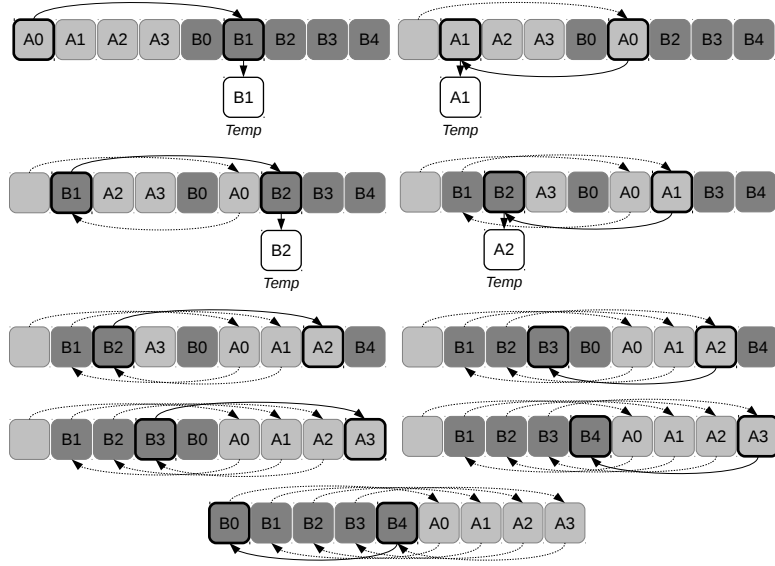 A0 A1 A2 A3 B0 B1 B2 B3 B4
B1
Temp
A1 A2 A3 B0 A0 B2 B3 B4
A1
Temp
B1 A2 A3 B0 A0 B2 B3 B4
B2
Temp
B1 B2 A3 B0 A0 A1 B3 B4
A2
Temp
B1 B2 A3 B0 A0 A1 A2 B4
B1 B2 B3 B0 A0 A1 A2 B4
B1 B2 B3 B0 A0 A1 A2 A3
B1 B2 B3 B4 A0 A1 A2 A3
B0 B1 B2 B3 B4 A0 A1 A2 A3